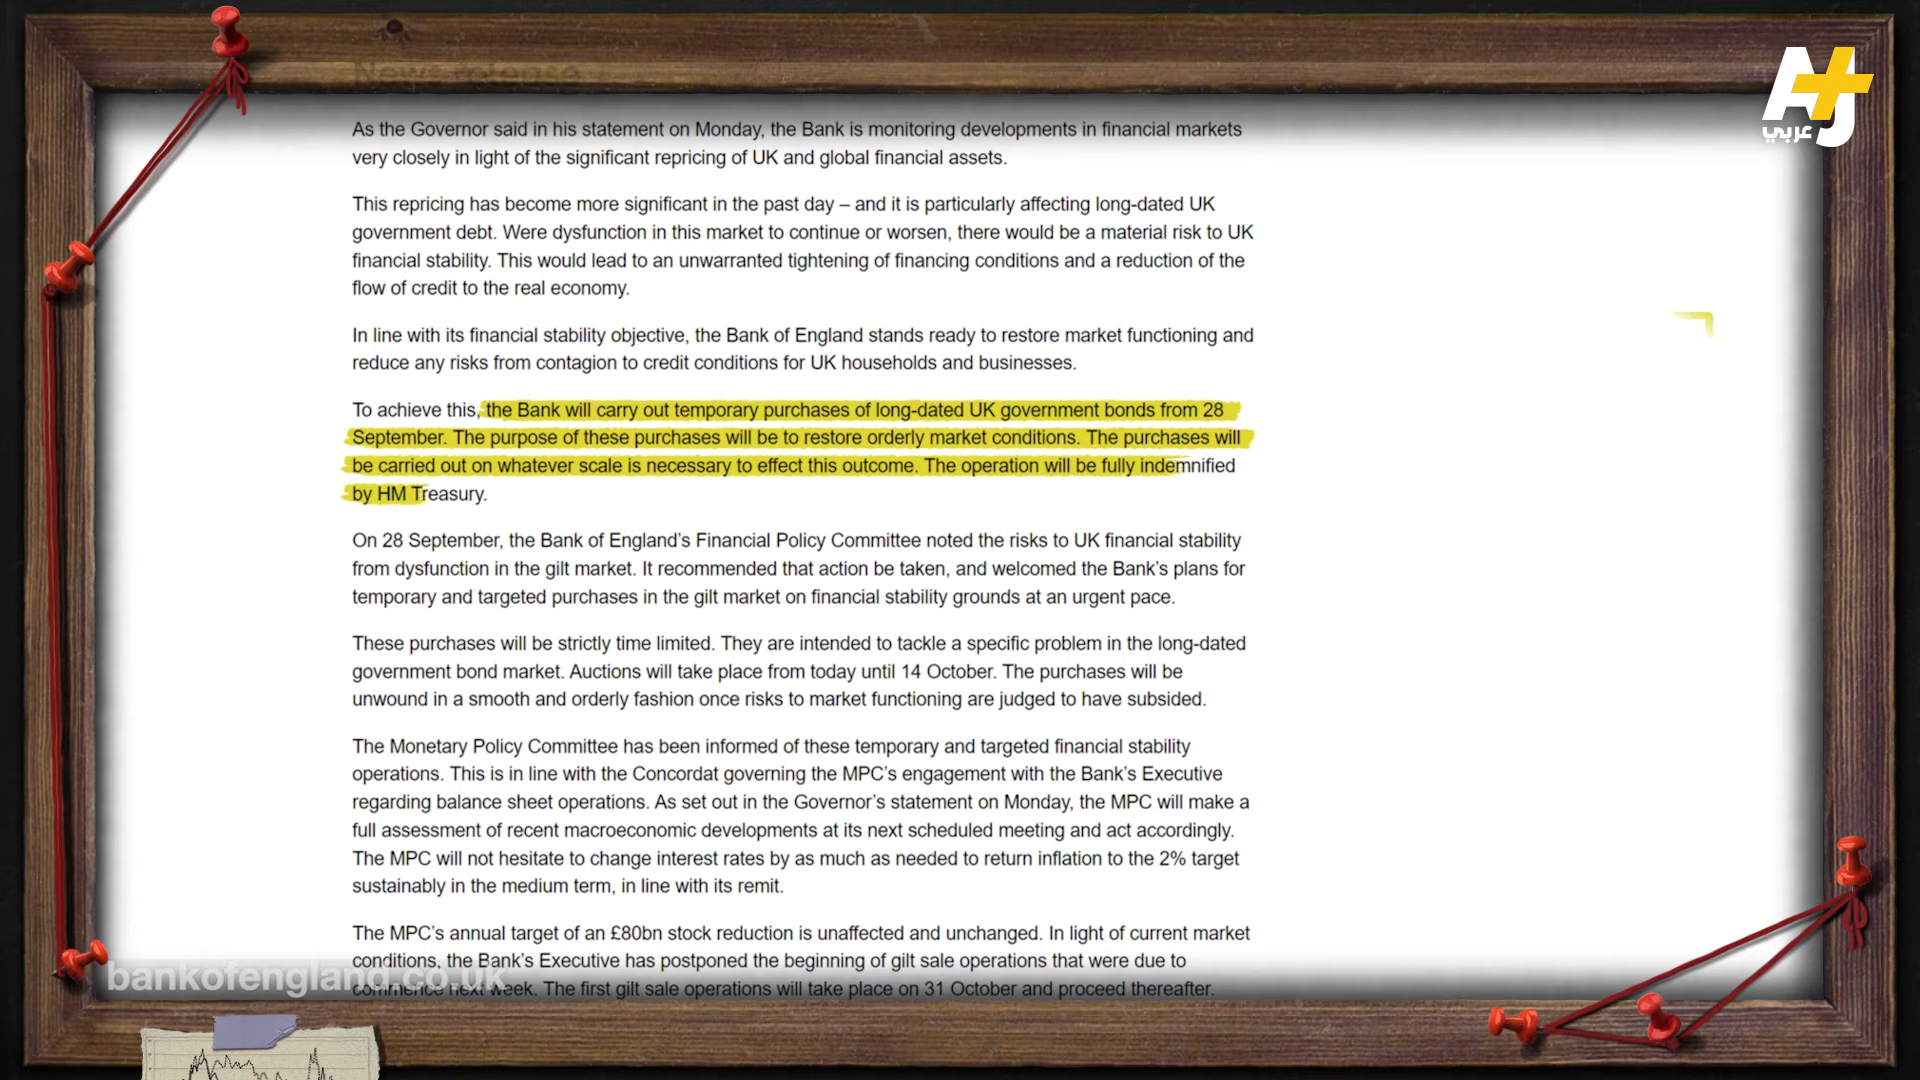 News release
AJ+
عربي
As the Governor said in his statement on Monday, the Bank is monitoring developments in financial markets
very closely in light of the significant repricing of UK and global financial assets.
This repricing has become more significant in the past day – and it is particularly affecting long-dated UK
government debt. Were dysfunction in this market to continue or worsen, there would be a material risk to UK
financial stability. This would lead to an unwarranted tightening of financing conditions and a reduction of the
flow of credit to the real economy.
In line with its financial stability objective, the Bank of England stands ready to restore market functioning and
reduce any risks from contagion to credit conditions for UK households and businesses.
To achieve this, the Bank will carry out temporary purchases of long-dated UK government bonds from 28
September. The purpose of these purchases will be to restore orderly market conditions. The purchases will
be carried out on whatever scale is necessary to effect this outcome. The operation will be fully indemnified
by HM Treasury.
On 28 September, the Bank of England’s Financial Policy Committee noted the risks to UK financial stability
from dysfunction in the gilt market. It recommended that action be taken, and welcomed the Bank’s plans for
temporary and targeted purchases in the gilt market on financial stability grounds at an urgent pace.
These purchases will be strictly time limited. They are intended to tackle a specific problem in the long-dated
government bond market. Auctions will take place from today until 14 October. The purchases will be
unwound in a smooth and orderly fashion once risks to market functioning are judged to have subsided.
The Monetary Policy Committee has been informed of these temporary and targeted financial stability
operations. This is in line with the Concordat governing the MPC’s engagement with the Bank’s Executive
regarding balance sheet operations. As set out in the Governor’s statement on Monday, the MPC will make a
full assessment of recent macroeconomic developments at its next scheduled meeting and act accordingly.
The MPC will not hesitate to change interest rates by as much as needed to return inflation to the 2% target
sustainably in the medium term, in line with its remit.
The MPC’s annual target of an £80bn stock reduction is unaffected and unchanged. In light of current market
conditions, the Bank’s Executive has postponed the beginning of gilt sale operations that were due to
commence next week. The first gilt sale operations will take place on 31 October and proceed thereafter.
bankofengland.co.uk